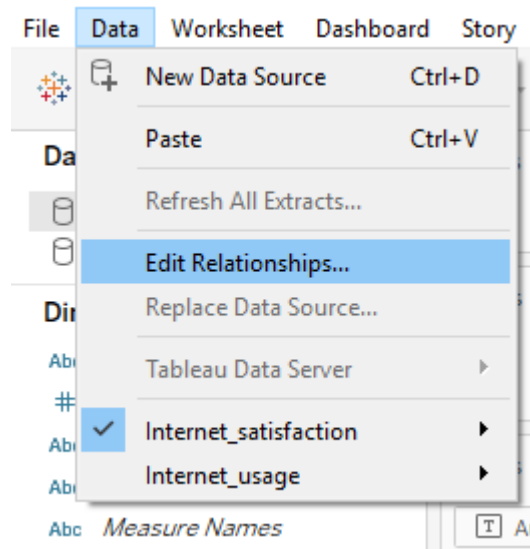 File Data Worksheet Dashboard Story
New Data Source Ctrl+D
Paste Ctrl+V
Da
Refresh All Extracts...
Edit Relationships...
Dir
Replace Data Source...
Abc
Tableau Data Server
#
Abc
Internet_satisfaction
Abc
Internet_usage
Abc Measure Names
T A